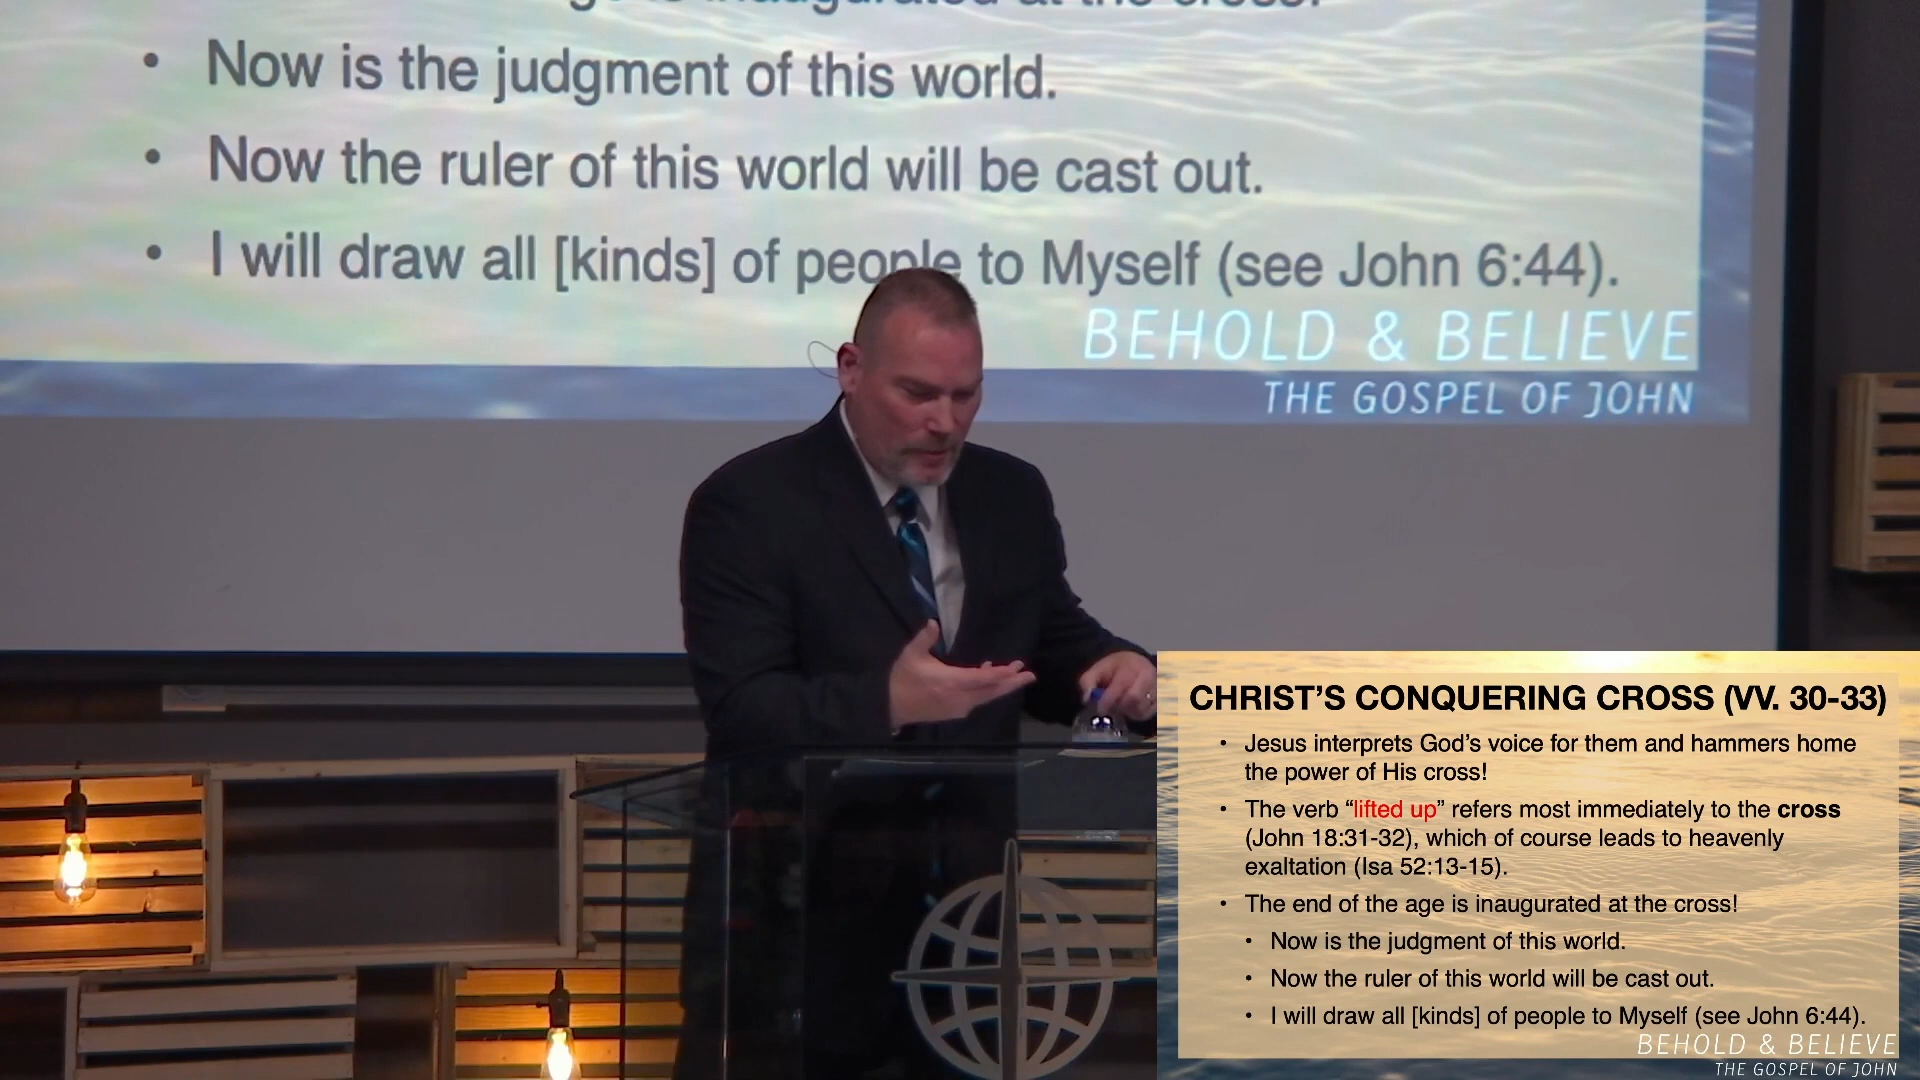 is inaugurated at the cross!
• Now is the judgment of this world.
• Now the ruler of this world will be cast out.
• I will draw all [kinds] of people to Myself (see John 6:44).
BEHOLD & BELIEVE
THE GOSPEL OF JOHN
CHRIST’S CONQUERING CROSS (VV. 30-33)
• Jesus interprets God’s voice for them and hammers home
the power of His cross!
• The verb “lifted up” refers most immediately to the cross
(John 18:31-32), which of course leads to heavenly
exaltation (Isa 52:13-15).
• The end of the age is inaugurated at the cross!
• Now is the judgment of this world.
• Now the ruler of this world will be cast out.
• I will draw all [kinds] of people to Myself (see John 6:44).
BEHOLD & BELIEVE
THE GOSPEL OF JOHN